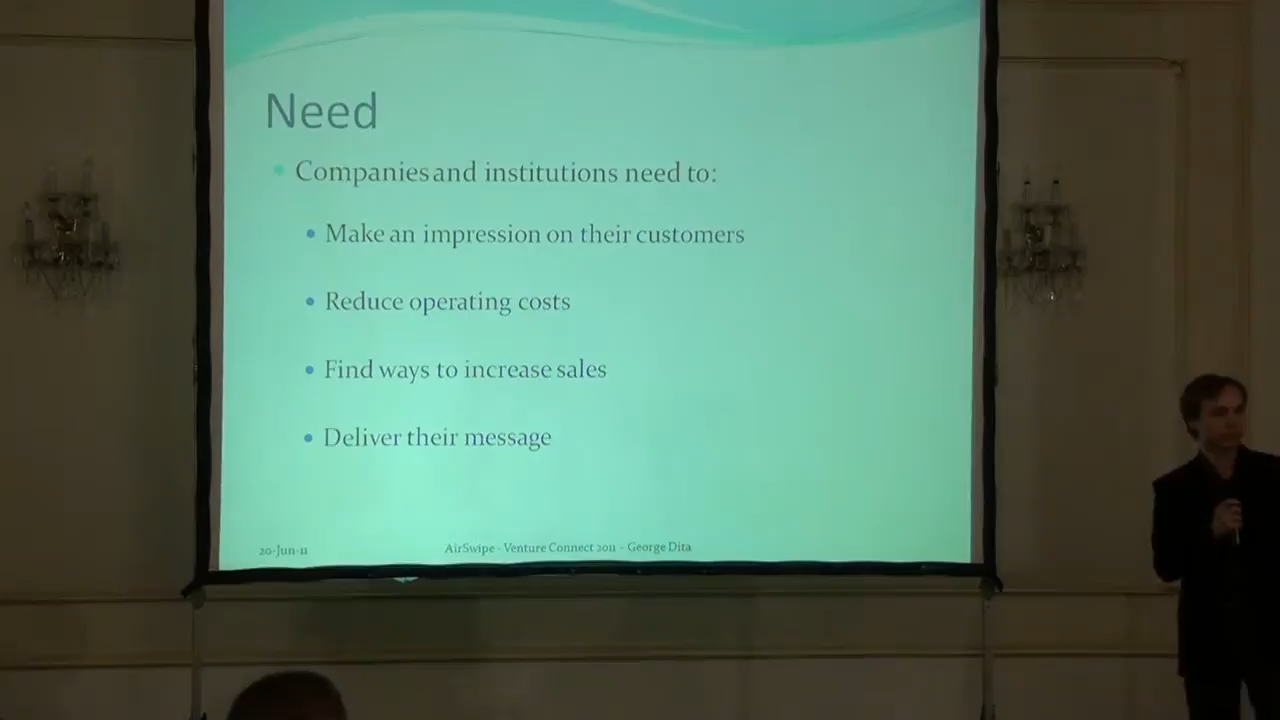 Need
Companies and institutions need to:
Make an impression on their customers
Reduce operating costs
Find ways to increase sales
Deliver their message
20-Jun-11
AirSwipe - Venture Connect 2011 - George Dita